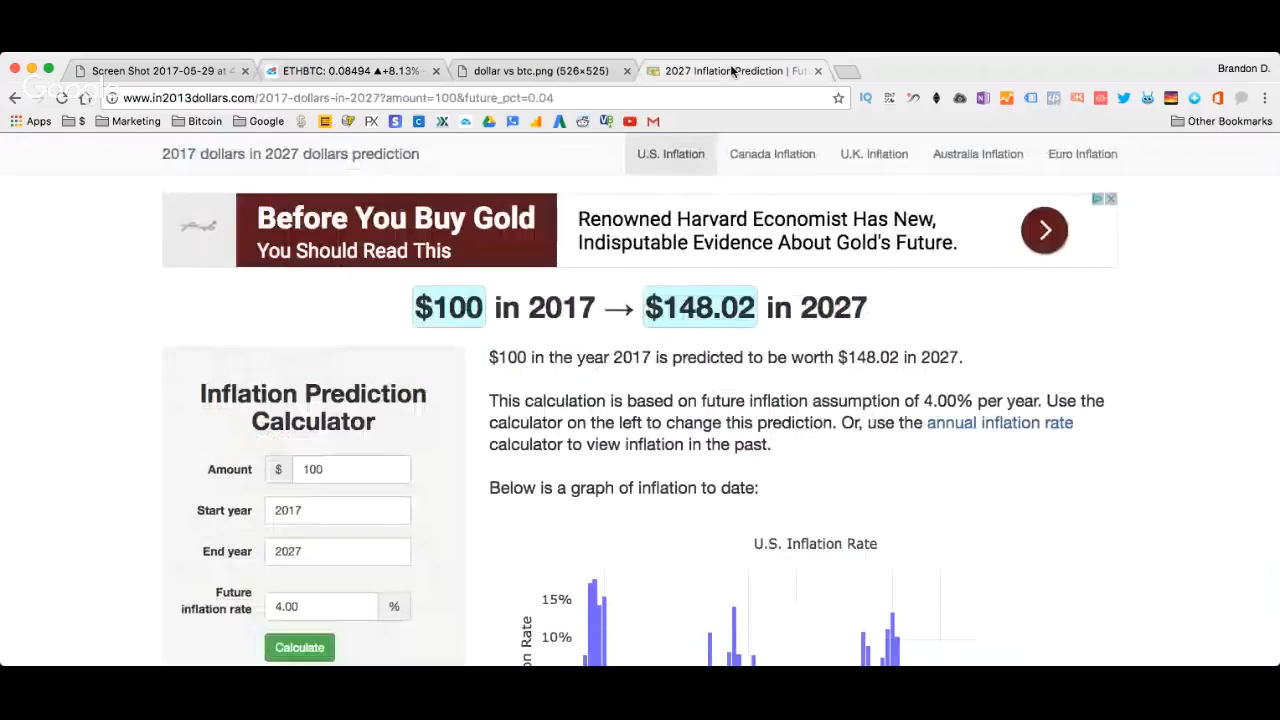 Screen Shot 2017-05-29 at 4
ETHBTC: 0.08494 ▲+8.13%
dollar vs btc.png (526×525)
2027 Inflation Prediction | Fut
Brandon D.
Google
www.in2013dollars.com/2017-dollars-in-2027?amount=100&future_pct=0.04
Apps
$
Marketing
Bitcoin
Google
Other Bookmarks
2017 dollars in 2027 dollars prediction
U.S. Inflation
Canada Inflation
U.K. Inflation
Australia Inflation
Euro Inflation
Before You Buy Gold
You Should Read This
Renowned Harvard Economist Has New,
Indisputable Evidence About Gold's Future.
$100 in 2017 → $148.02 in 2027
Inflation Prediction
Calculator
Amount $ 100
Start year 2017
End year 2027
Future
inflation rate 4.00 %
Calculate
$100 in the year 2017 is predicted to be worth $148.02 in 2027.
This calculation is based on future inflation assumption of 4.00% per year. Use the
calculator on the left to change this prediction. Or, use the annual inflation rate
calculator to view inflation in the past.
Below is a graph of inflation to date:
U.S. Inflation Rate
15%
10%
on Rate